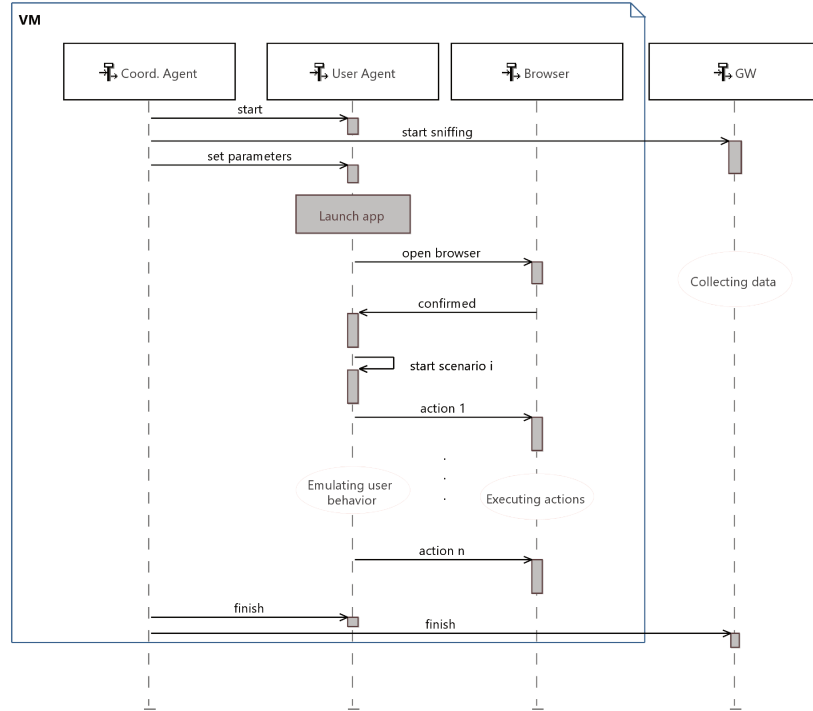 VM
Coord. Agent
User Agent
Browser
GW
start
start sniffing
set parameters
Launch app
open browser
Collecting data
confirmed
start scenario i
action 1
Emulating user
behavior
Executing actions
action n
finish
finish